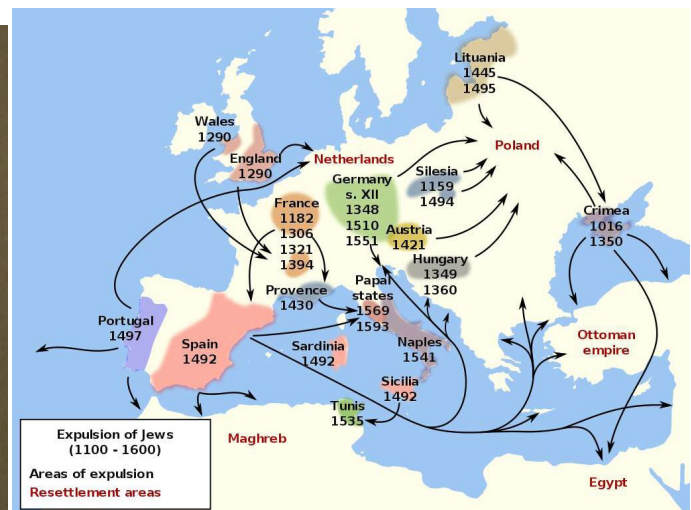 Lituania
1445
1495
Wales
1290
England
1290
Netherlands
Poland
Germany
s. XII
1348
1510
1551
Silesia
1159
1494
France
1182
1306
1321
1394
Austria
1421
Crimea
1016
1350
Hungary
1349
1360
Provence
1430
Papal
states
1569
1593
Portugal
1497
Spain
1492
Sardinia
1492
Naples
1541
Ottoman
empire
Sicilia
1492
Tunis
1535
Maghreb
Egypt
Expulsion of Jews
(1100 - 1600)
Areas of expulsion
Resettlement areas